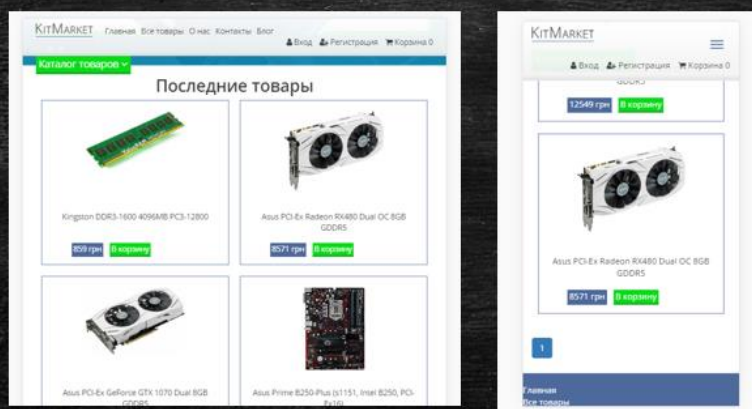 KITMARKET Главная Все товары О нас Контакты Блог
Вход Регистрация Корзина 0
Каталог товаров
Последние товары
Kingston DDR3-1600 4096MB PC3-12800
Asus PCI-Ex Radeon RX480 Dual OC 8GB
GDDR5
859 грн В корзину
8571 грн В корзину
Asus PCI-Ex GeForce GTX 1070 Dual 8GB
GDDR5
Asus Prime B250-Plus (s1151, Intel B250, PCI-
Ex16)
KITMARKET
Вход Регистрация Корзина 0
GDDR5
12549 грн В корзину
Asus PCI-Ex Radeon RX480 Dual OC 8GB
GDDR5
8571 грн В корзину
1
Главная
Все товары